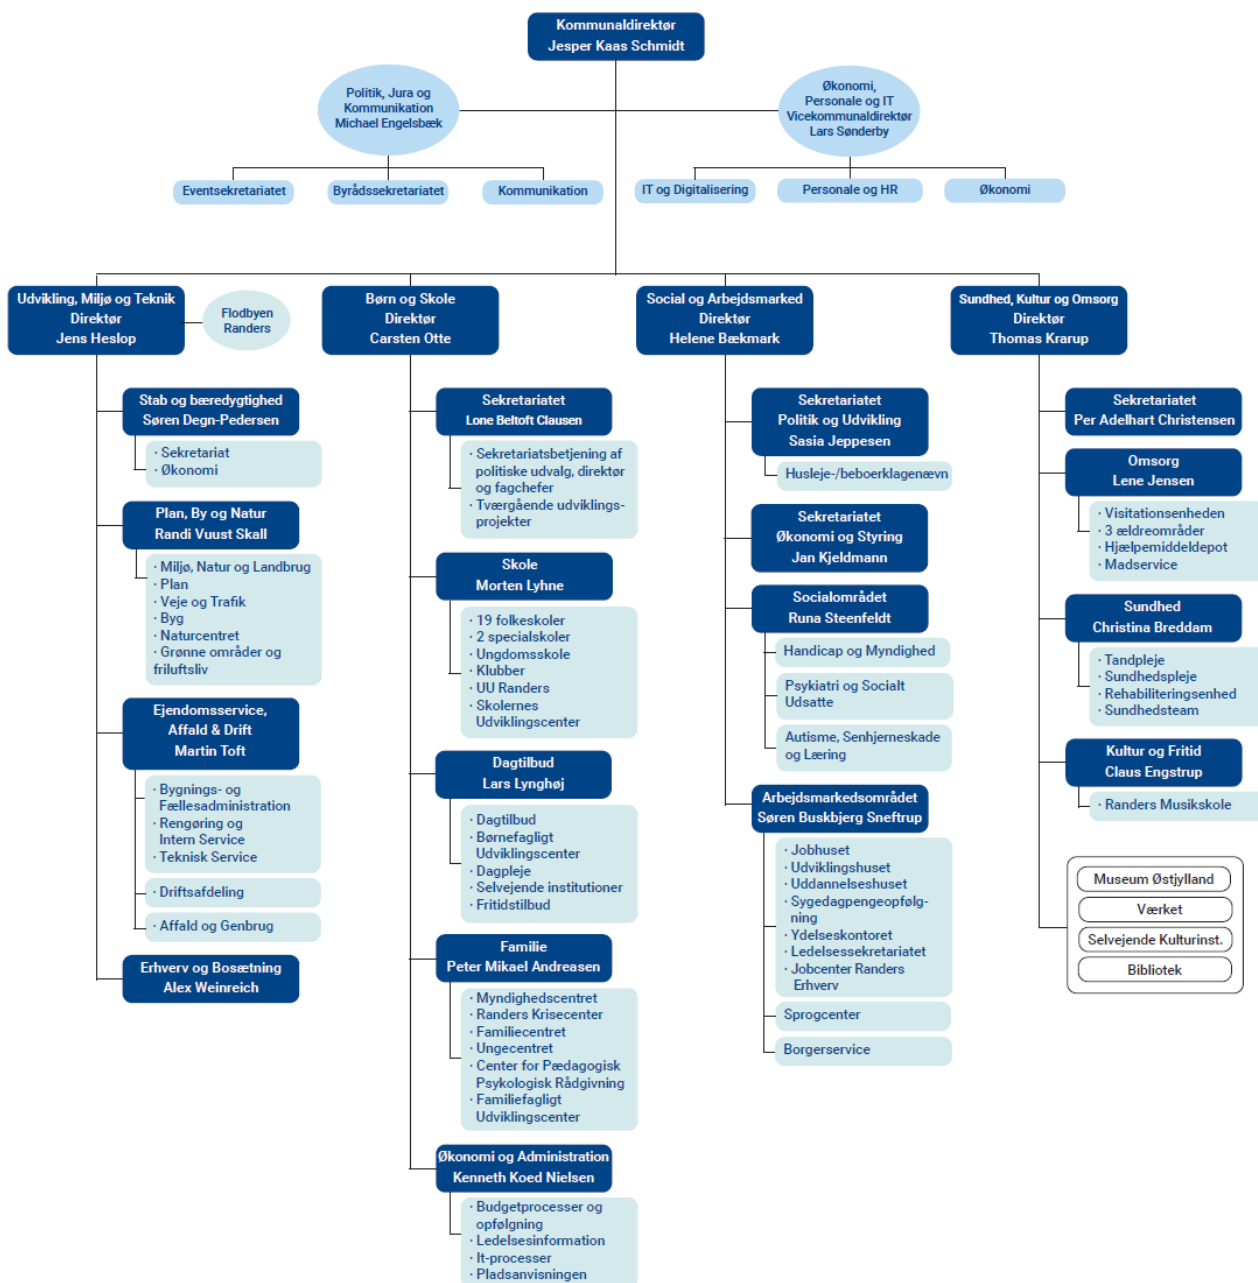 Kommunaldirektør
Jesper Kaas Schmidt
Politik, Jura og
Kommunikation
Michael Engelsbæk
Økonomi,
Personale og IT
Vicekommunaldirektør
Lars Sønderby
Eventsekretariatet
Byrådssekretariatet
Kommunikation
IT og Digitalisering
Personale og HR
Økonomi
Udvikling, Miljø og Teknik
Direktør
Jens Heslop
Flodbyen
Randers
Stab og bæredygtighed
Søren Degn-Pedersen
· Sekretariat
· Økonomi
Plan, By og Natur
Randi Vuust Skall
· Miljø, Natur og Landbrug
· Plan
· Veje og Trafik
· Byg
· Naturcentret
· Grønne områder og
friluftsliv
Ejendomsservice,
Affald & Drift
Martin Toft
· Bygnings- og
Fællesadministration
· Rengøring og
Intern Service
· Teknisk Service
· Driftsafdeling
· Affald og Genbrug
Erhverv og Bosætning
Alex Weinreich
Børn og Skole
Direktør
Carsten Otte
Sekretariatet
Lone Beltoft Clausen
· Sekretariatsbetjening af
politiske udvalg, direktør
og fagchefer
· Tværgående udviklings-
projekter
Skole
Morten Lyhne
· 19 folkeskoler
· 2 specialskoler
· Ungdomsskole
· Klubber
· UU Randers
· Skolernes
Udviklingscenter
Dagtilbud
Lars Lynghøj
· Dagtilbud
· Børnefagligt
Udviklingscenter
· Dagpleje
· Selvejende institutioner
· Fritidstilbud
Familie
Peter Mikael Andreasen
· Myndighedscentret
· Randers Krisecenter
· Familiecentret
· Ungecentret
· Center for Pædagogisk
Psykologisk Rådgivning
· Familiefagligt
Udviklingscenter
Økonomi og Administration
Kenneth Koed Nielsen
· Budgetprocesser og
opfølgning
· Ledelsesinformation
· It-processer
· Pladsanvisningen
Social og Arbejdsmarked
Direktør
Helene Bækmark
Sekretariatet
Politik og Udvikling
Sasia Jeppesen
Husleje-/beboerklagenævn
Sekretariatet
Økonomi og Styring
Jan Kjeldmann
Socialområdet
Runa Steenfeldt
Handicap og Myndighed
Psykiatri og Socialt
Udsatte
Autisme, Senhjerneskade
og Læring
Arbejdsmarkedsområdet
Søren Buskbjerg Sneftrup
· Jobhuset
· Udviklingshuset
· Uddannelseshuset
· Sygedagpengeopfølg-
ning
· Ydelseskontoret
· Ledelsessekretariatet
· Jobcenter Randers
Erhverv
Sprogcenter
Borgerservice
Sundhed, Kultur og Omsorg
Direktør
Thomas Krarup
Sekretariatet
Per Adelhart Christensen
Omsorg
Lene Jensen
· Visitationsenheden
· 3 ældreområder
· Hjælpemiddeldepot
· Madservice
Sundhed
Christina Breddam
· Tandpleje
· Sundhedspleje
· Rehabiliteringsenhed
· Sundhedsteam
Kultur og Fritid
Claus Engstrup
· Randers Musikskole
Museum Østjylland
Værket
Selvejende Kulturinst.
Bibliotek